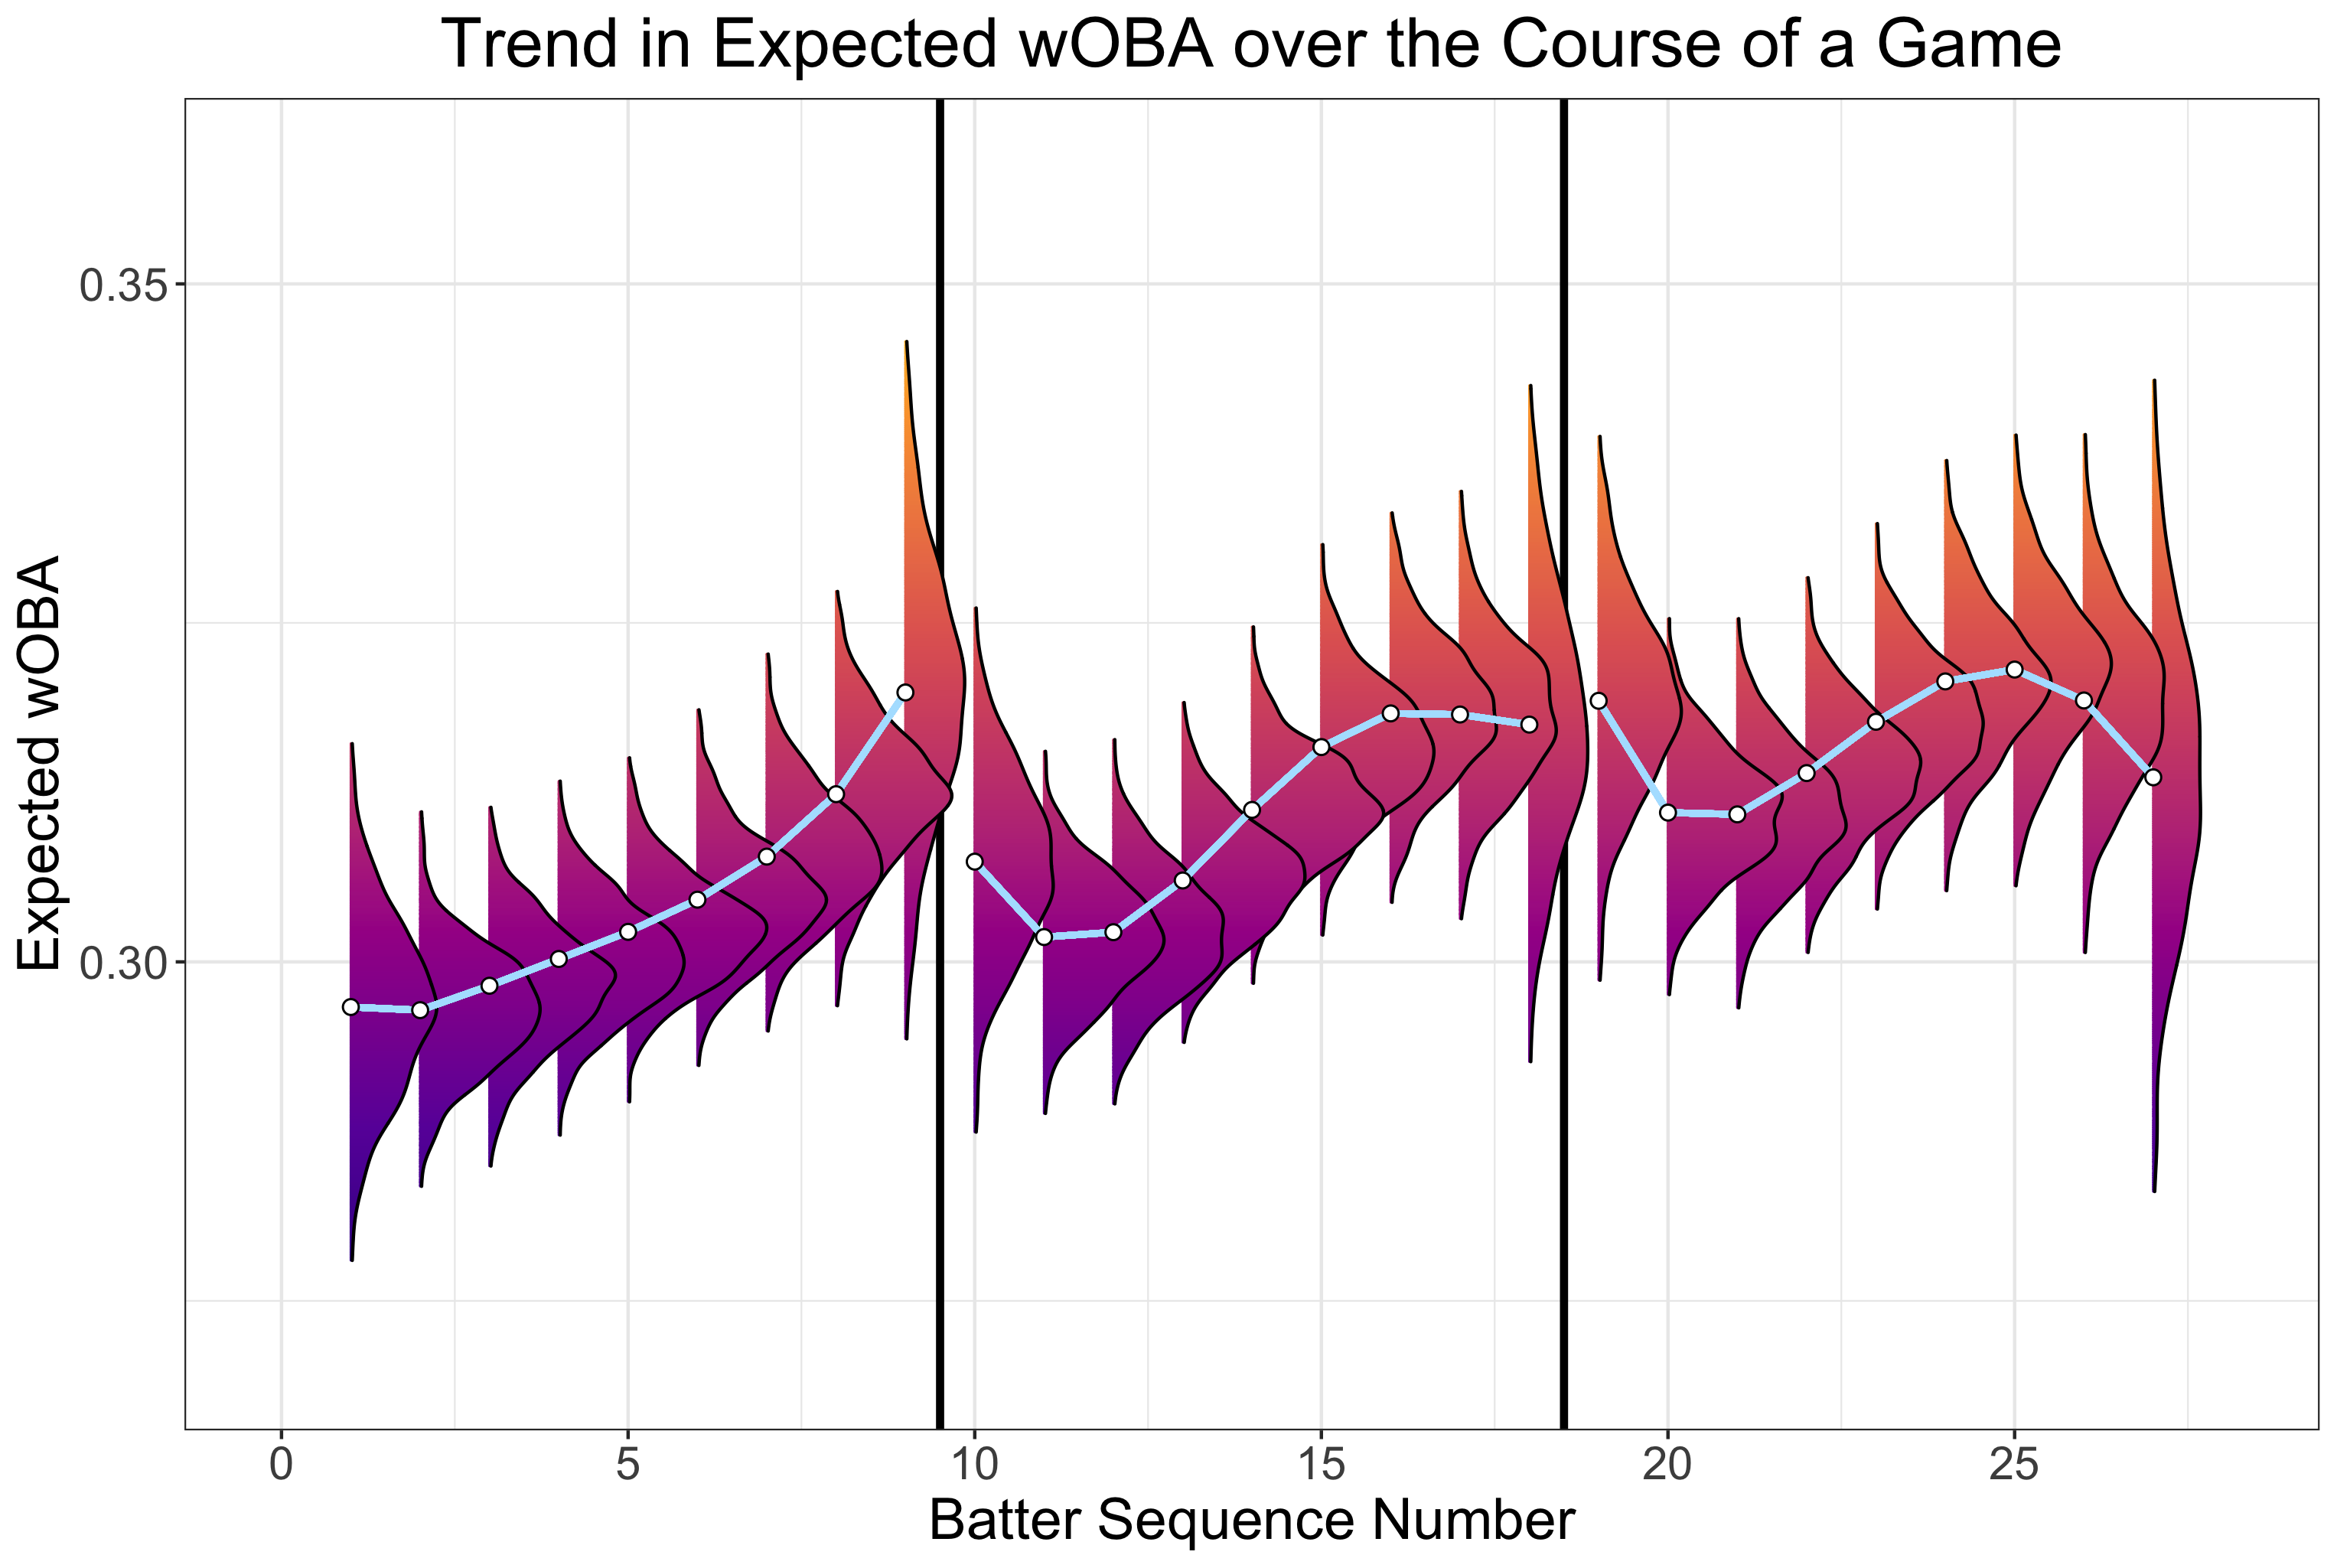 Trend in Expected wOBA over the Course of a Game
Expected wOBA
0.35
0.30
0 5 10 15 20 25
Batter Sequence Number